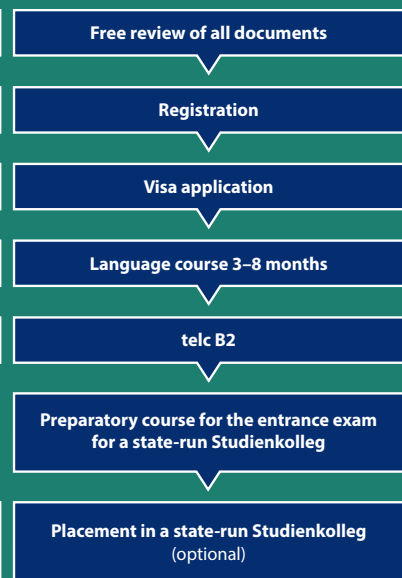 Free review of all documents
Registration
Visa application
Language course 3–8 months
telc B2
Preparatory course for the entrance exam
for a state-run Studienkolleg
Placement in a state-run Studienkolleg
(optional)